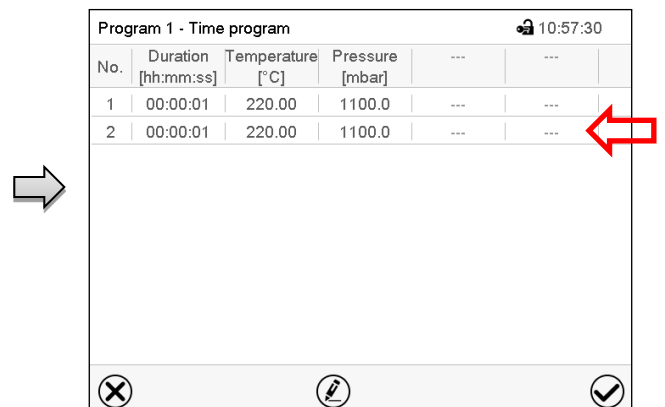 Program 1 - Time program 10:57:30
No. Duration [hh:mm:ss] Temperature [°C] Pressure [mbar] --- ---
1 00:00:01 220.00 1100.0 --- ---
2 00:00:01 220.00 1100.0 --- ---